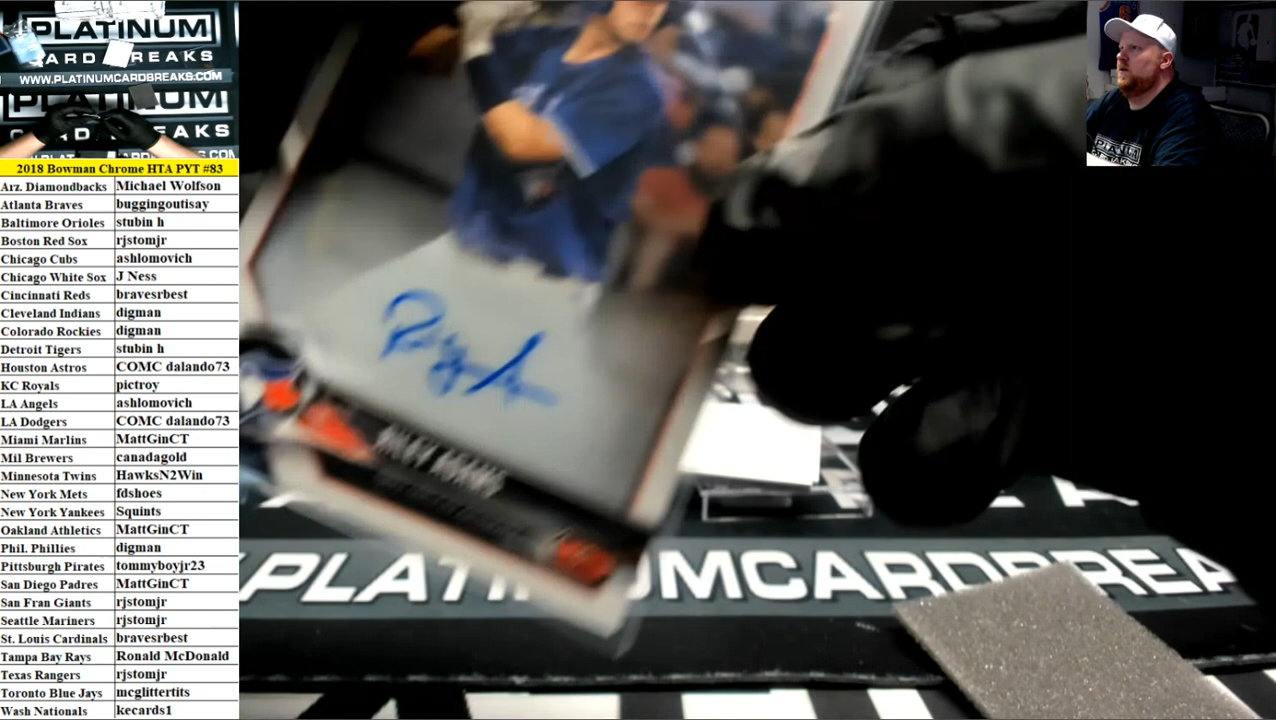 PLATINUM
CARD BREAKS
WWW.PLATINUMCARDBREAKS.COM
2018 Bowman Chrome HTA PYT #83
Arz. Diamondbacks Michael Wolfson
Atlanta Braves buggingoutisay
Baltimore Orioles stubin h
Boston Red Sox rjstomjr
Chicago Cubs ashlomovich
Chicago White Sox J Ness
Cincinnati Reds bravesrbest
Cleveland Indians digman
Colorado Rockies digman
Detroit Tigers stubin h
Houston Astros COMC dalando73
KC Royals pictroy
LA Angels ashlomovich
LA Dodgers COMC dalando73
Miami Marlins MattGinCT
Mil Brewers canadagold
Minnesota Twins HawksN2Win
New York Mets fdshoes
New York Yankees Squints
Oakland Athletics MattGinCT
Phil. Phillies digman
Pittsburgh Pirates tommyboyjr23
San Diego Padres MattGinCT
San Fran Giants rjstomjr
Seattle Mariners rjstomjr
St. Louis Cardinals bravesrbest
Tampa Bay Rays Ronald McDonald
Texas Rangers rjstomjr
Toronto Blue Jays mcglittertits
Wash Nationals kecards1
PLATINUMCARDBREA